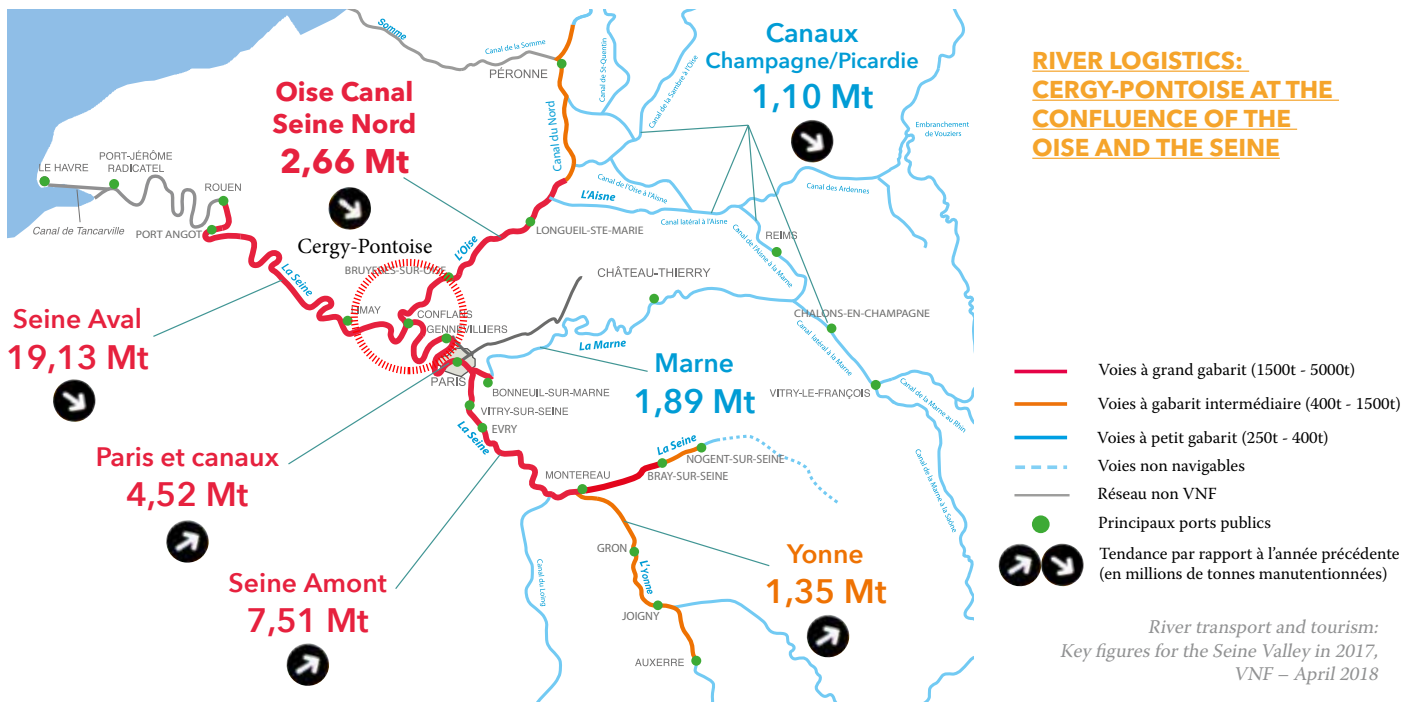 RIVER LOGISTICS:
CERGY-PONTOISE AT THE
CONFLUENCE OF THE
OISE AND THE SEINE
Somme
Canal de la Somme
PÉRONNE
Canal de St-Quentin
Canal de la Sambre à l'Oise
Canal du Nord
Canaux
Champagne/Picardie
1,10 Mt
Embranchement
de Vouziers
Oise Canal
Seine Nord
2,66 Mt
LE HAVRE
PORT-JÉRÔME
RADICATEL
ROUEN
Canal de Tancarville
PORT ANGOT
Canal de l'Oise à l'Aisne
L'Aisne
Canal latéral à l'Aisne
Canal des Ardennes
LONGUEIL-STE-MARIE
REIMS
Canal de l'Aisne à la Marne
Cergy-Pontoise
L'Oise
BRUYÈRES-SUR-OISE
La Seine
CHÂTEAU-THIERRY
LIMAY
CONFLANS
GENNEVILLIERS
CHALONS-EN-CHAMPAGNE
Canal latéral à la Marne
Seine Aval
19,13 Mt
La Marne
Marne
1,89 Mt
PARIS
BONNEUIL-SUR-MARNE
VITRY-SUR-SEINE
EVRY
VITRY-LE-FRANÇOIS
Canal de la Marne au Rhin
Canal de la Marne à la Saône
La Seine
Paris et canaux
4,52 Mt
La Seine
NOGENT-SUR-SEINE
BRAY-SUR-SEINE
MONTEREAU
Seine Amont
7,51 Mt
Canal du Loing
GRON
L'Yonne
JOIGNY
AUXERRE
Yonne
1,35 Mt
Voies à grand gabarit (1500t - 5000t)
Voies à gabarit intermédiaire (400t - 1500t)
Voies à petit gabarit (250t - 400t)
Voies non navigables
Réseau non VNF
Principaux ports publics
Tendance par rapport à l'année précédente
(en millions de tonnes manutentionnées)
River transport and tourism:
Key figures for the Seine Valley in 2017,
VNF – April 2018